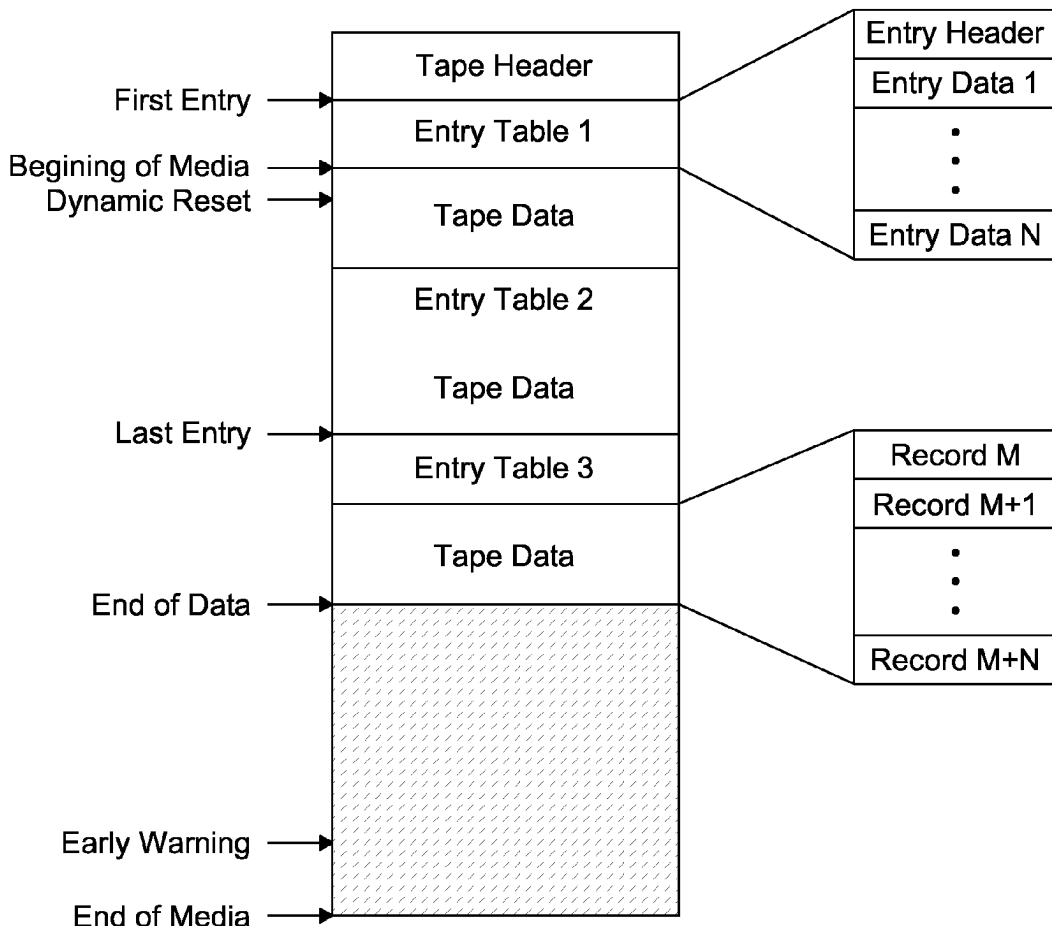 Tape Header
First Entry
Entry Table 1
Begining of Media
Dynamic Reset
Tape Data
Entry Table 2
Tape Data
Last Entry
Entry Table 3
Tape Data
End of Data
Early Warning
End of Media
Entry Header
Entry Data 1
Entry Data N
Record M
Record M+1
Record M+N